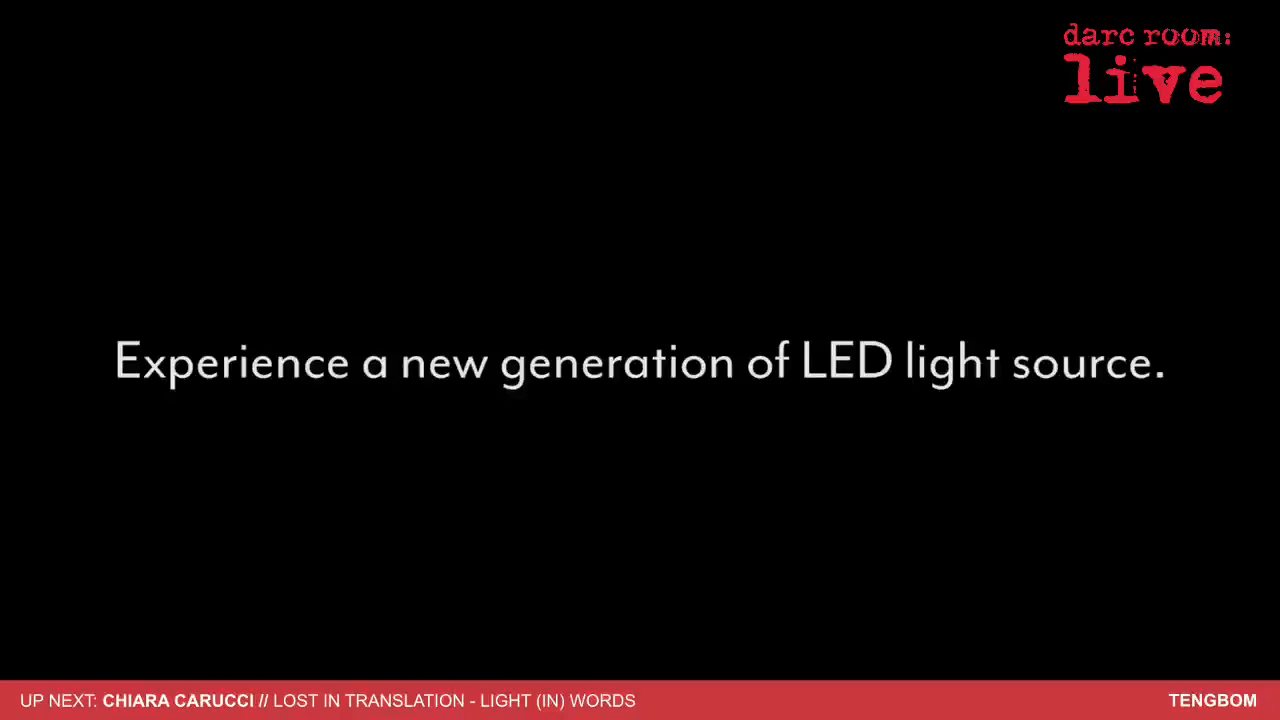 darc room:
live
Experience a new generation of LED light source.
UP NEXT: CHIARA CARUCCI // LOST IN TRANSLATION - LIGHT (IN) WORDS
TENGBOM